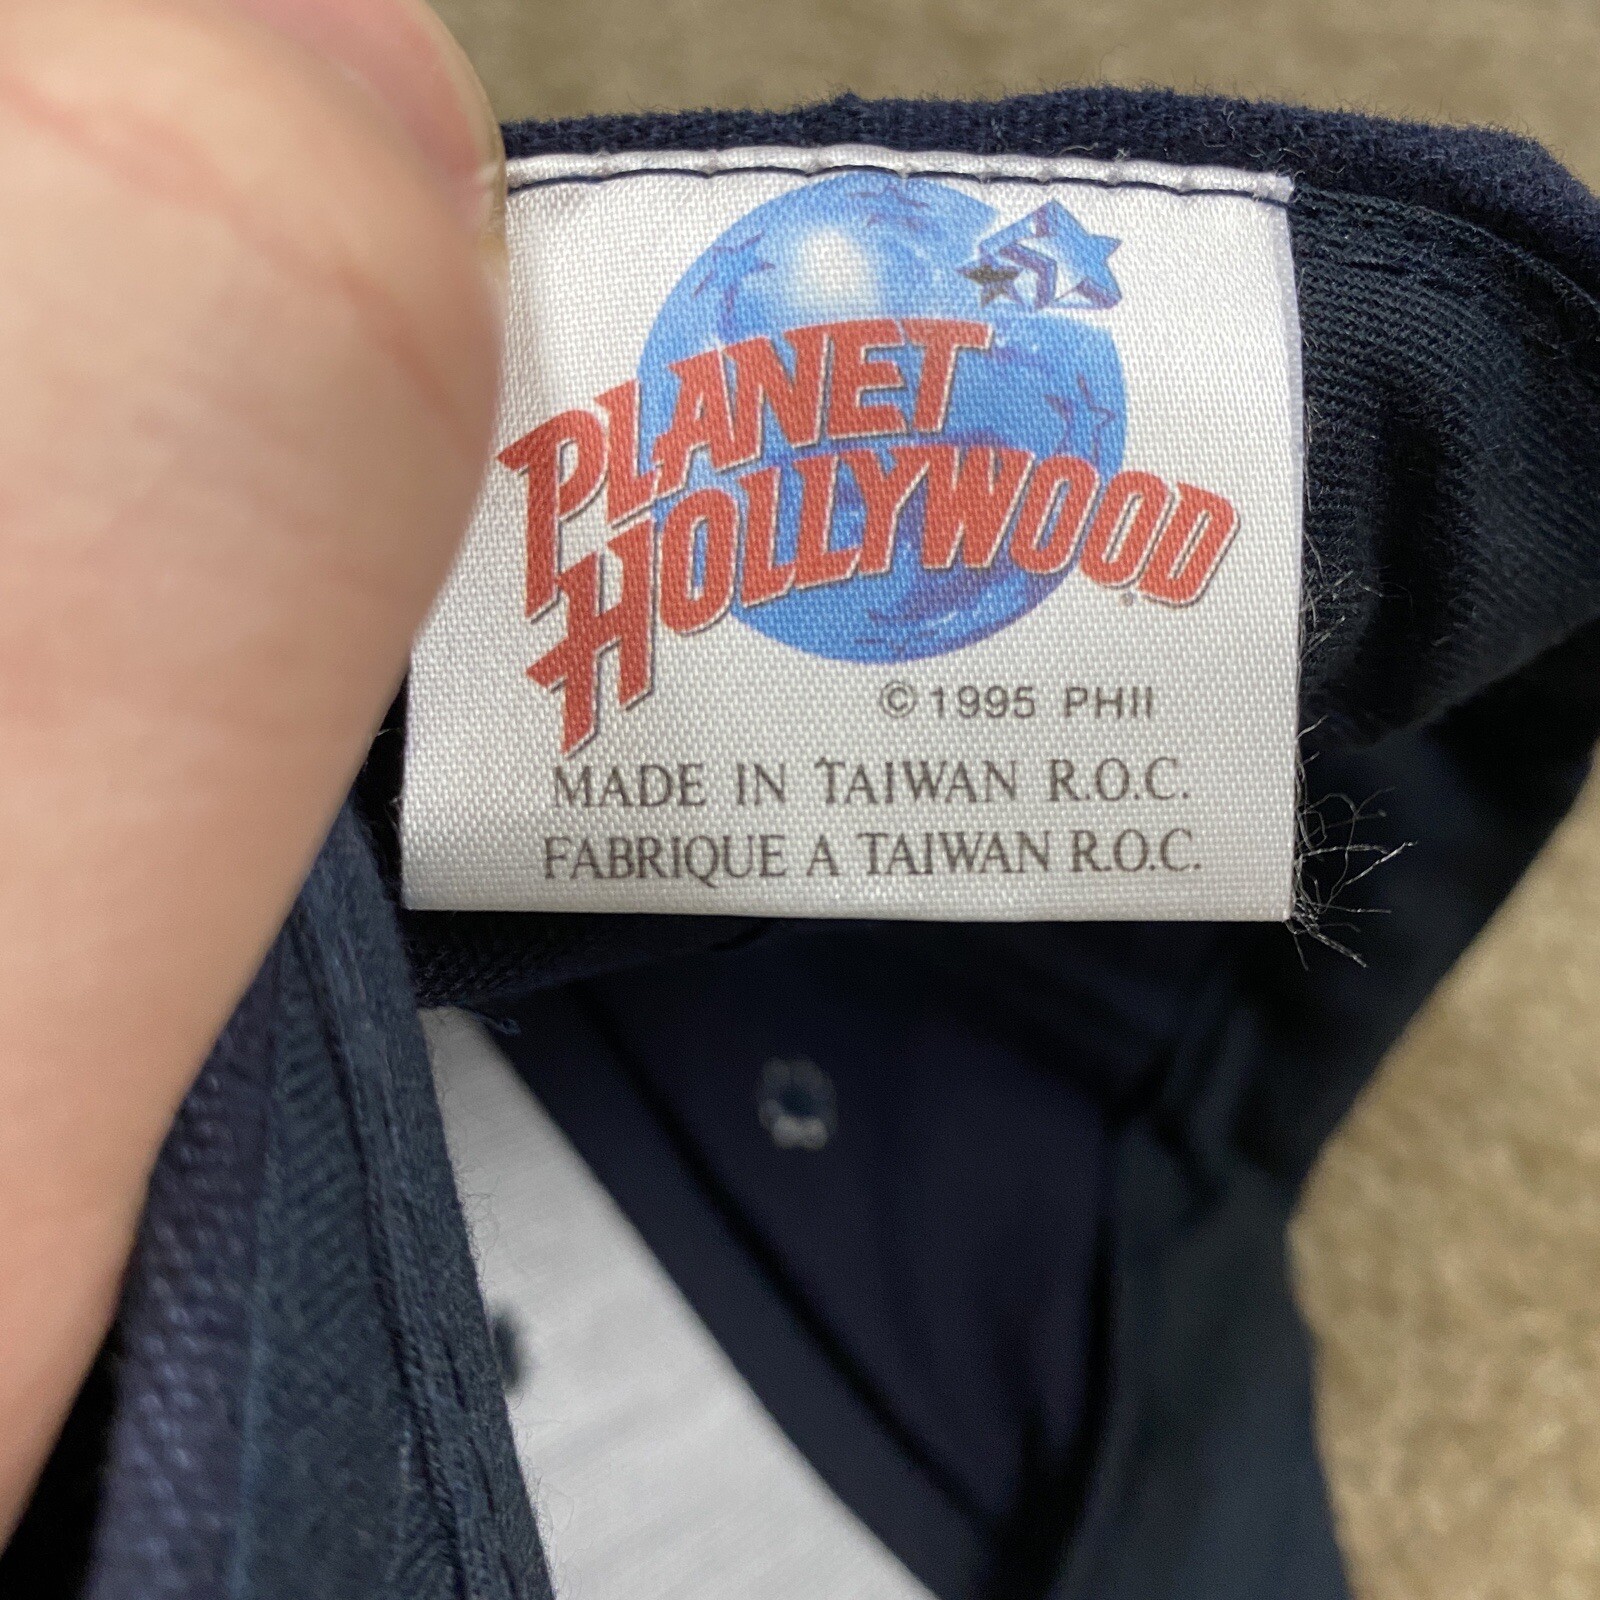 PLANET
HOLLYWOOD®
© 1995 PHII
MADE IN TAIWAN R.O.C.
FABRIQUE A TAIWAN R.O.C.